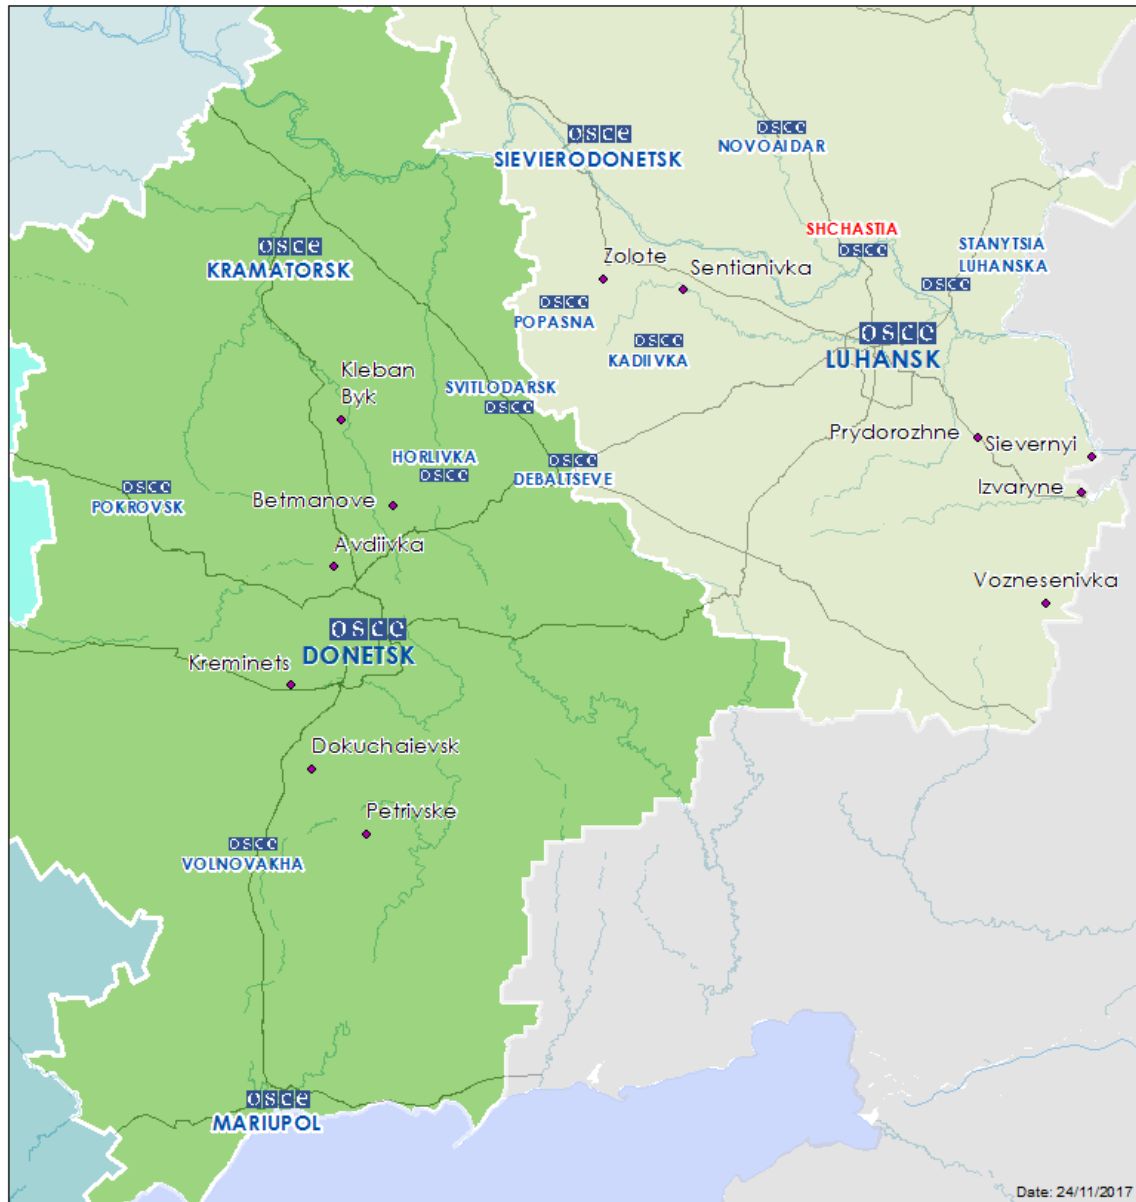 osce
SIEVIERODONETSK
osce
NOVOAIDAR
SHCHASTIA
osce
STANYTSIA
LUHANSKA
osce
osce
KRAMATORSK
Zolote
Sentianivka
osce
POPASNA
osce
KADIIVKA
osce
LUHANSK
Kleban
Byk
SVITLODARSK
osce
Prydorozhne
Sievernyi
HORLIVKA
osce
osce
DEBALTSEVE
osce
POKROVSK
Izvaryne
Betmanove
Avdiivka
Voznesenivka
osce
DONETSK
Kreminets
Dokuchaievsk
Petrivske
osce
VOLNOVAKHA
osce
MARIUPOL
Date: 24/11/2017